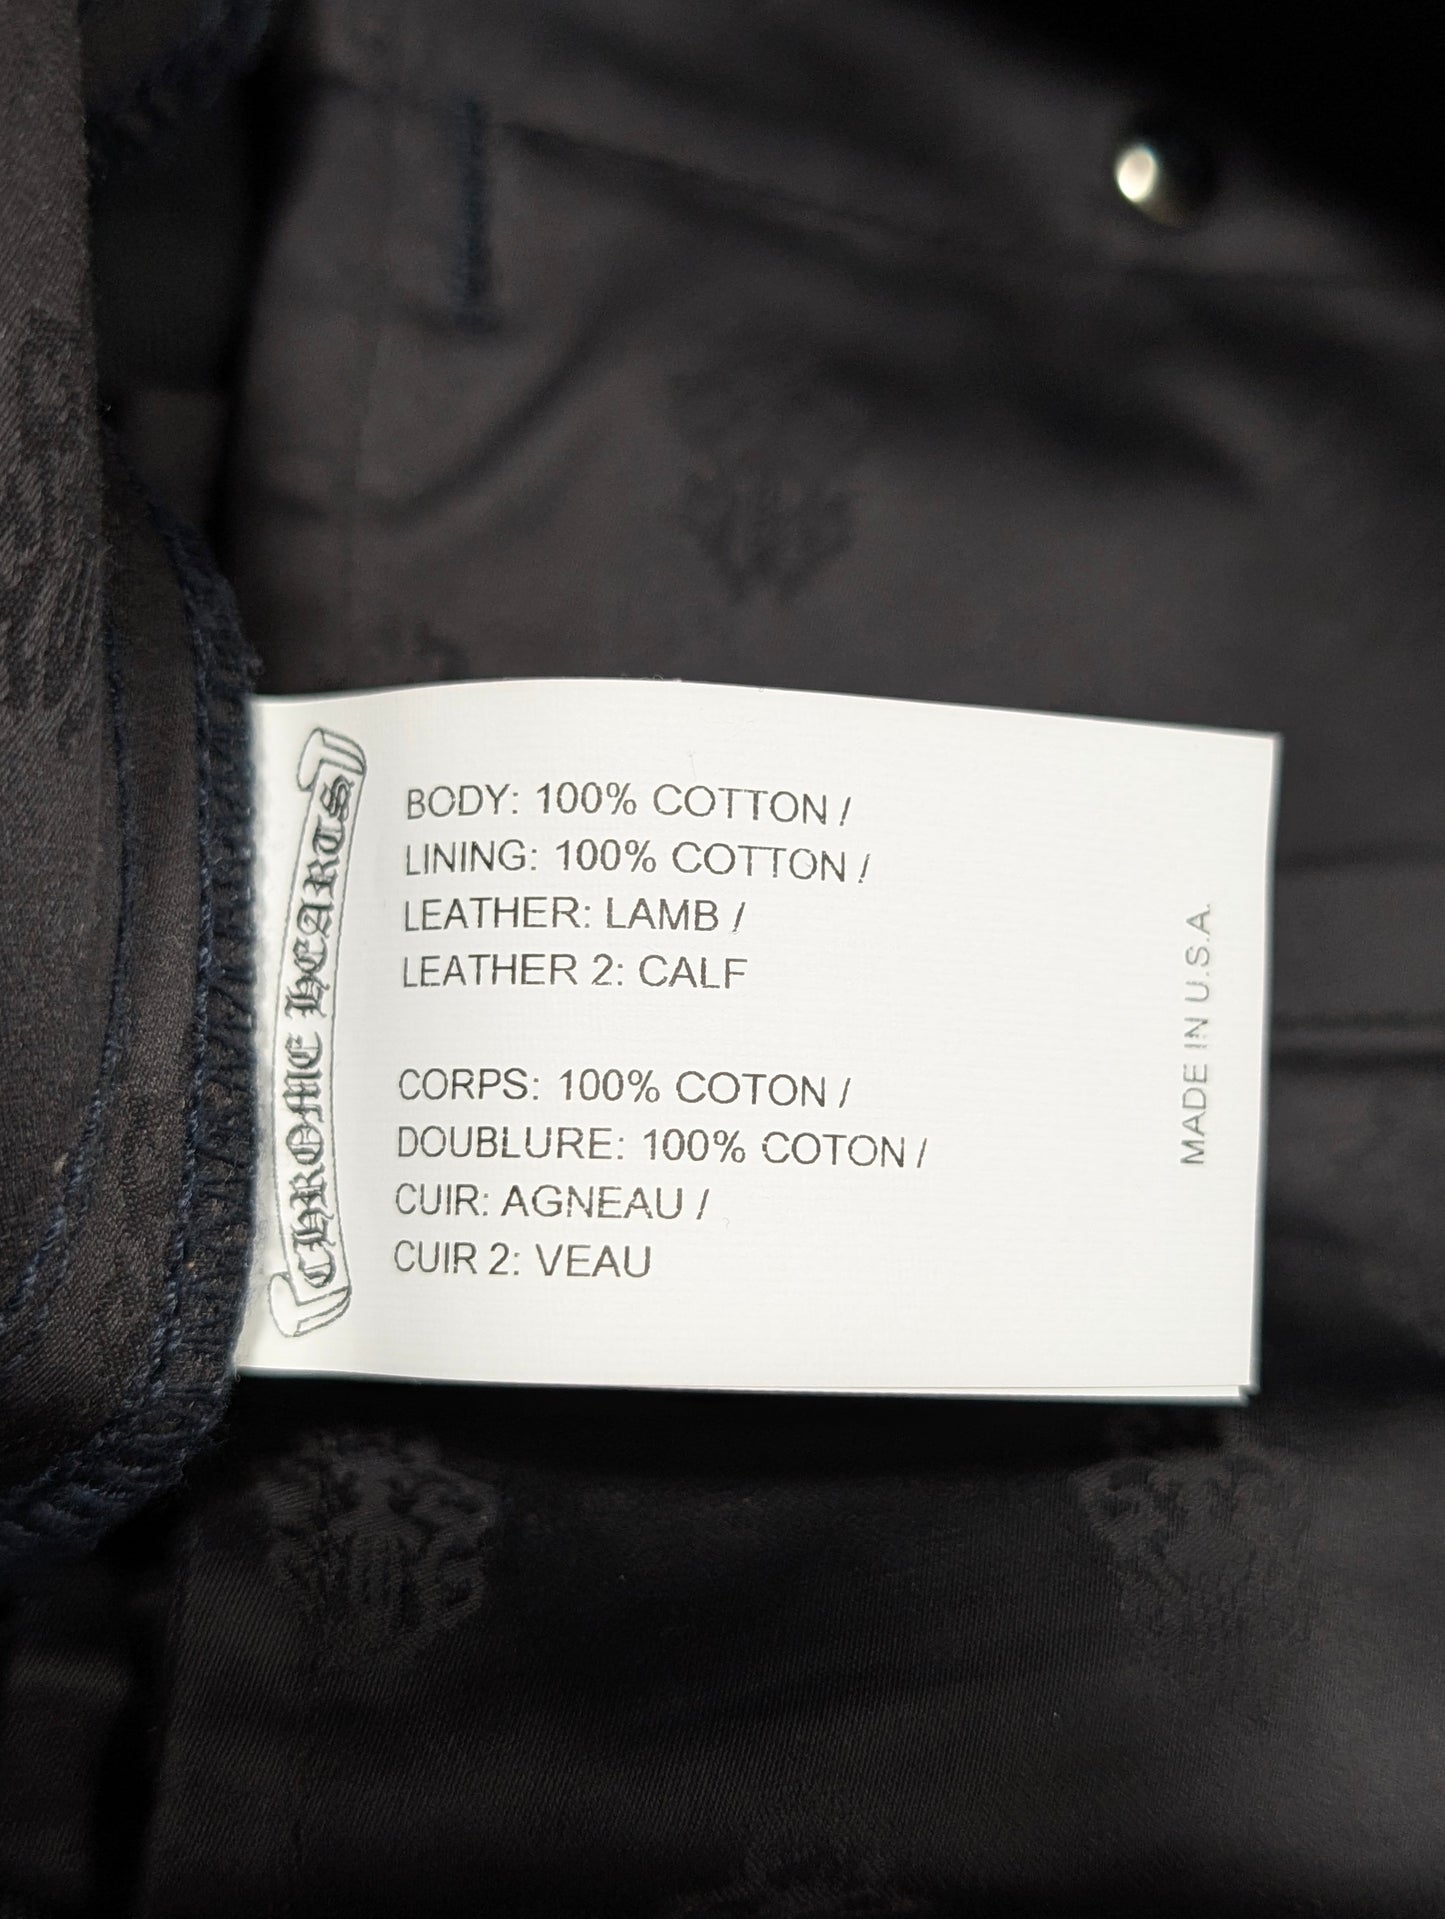 CHROME HEARTS
BODY: 100% COTTON /
LINING: 100% COTTON /
LEATHER: LAMB /
LEATHER 2: CALF
CORPS: 100% COTON /
DOUBLURE: 100% COTON /
CUIR: AGNEAU /
CUIR 2: VEAU
MADE IN U.S.A.